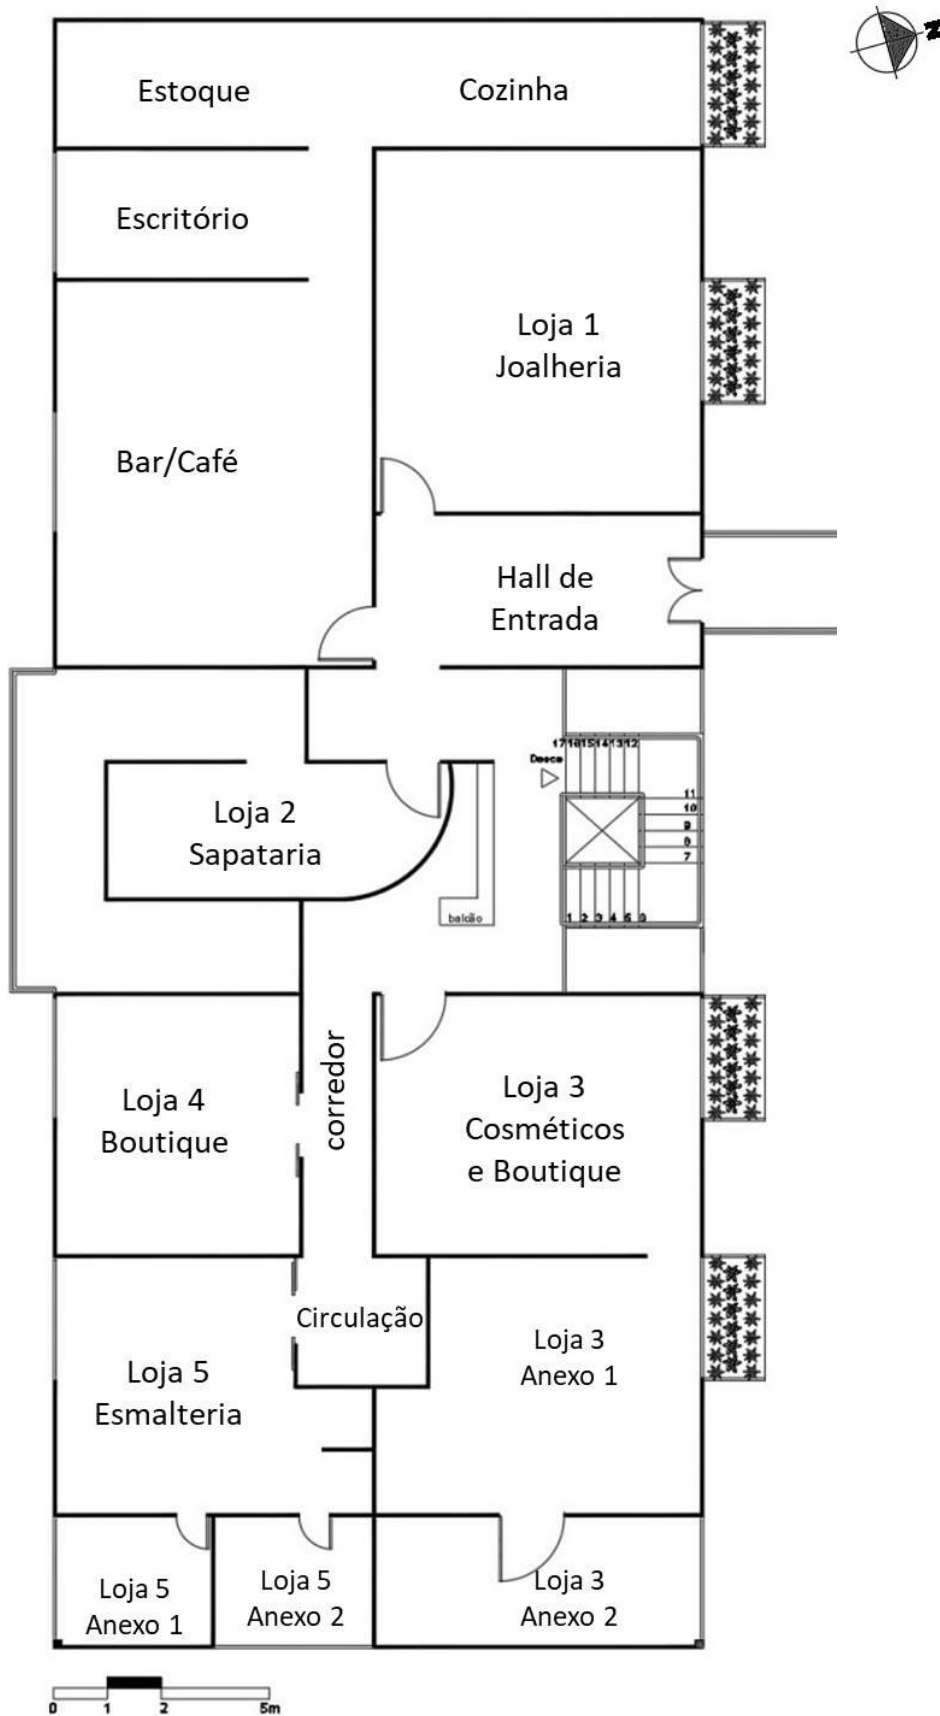 N
Estoque
Cozinha
Escritório
Loja 1
Joalheria
Bar/Café
Hall de
Entrada
17 16 15 14 13 12
Desce
11
10
9
8
7
Loja 2
Sapataria
balcão
1 2 3 4 5 6
corredor
Loja 4
Boutique
Loja 3
Cosméticos
e Boutique
Circulação
Loja 3
Anexo 1
Loja 5
Esmalteria
Loja 5
Anexo 1
Loja 5
Anexo 2
Loja 3
Anexo 2
0 1 2 5m